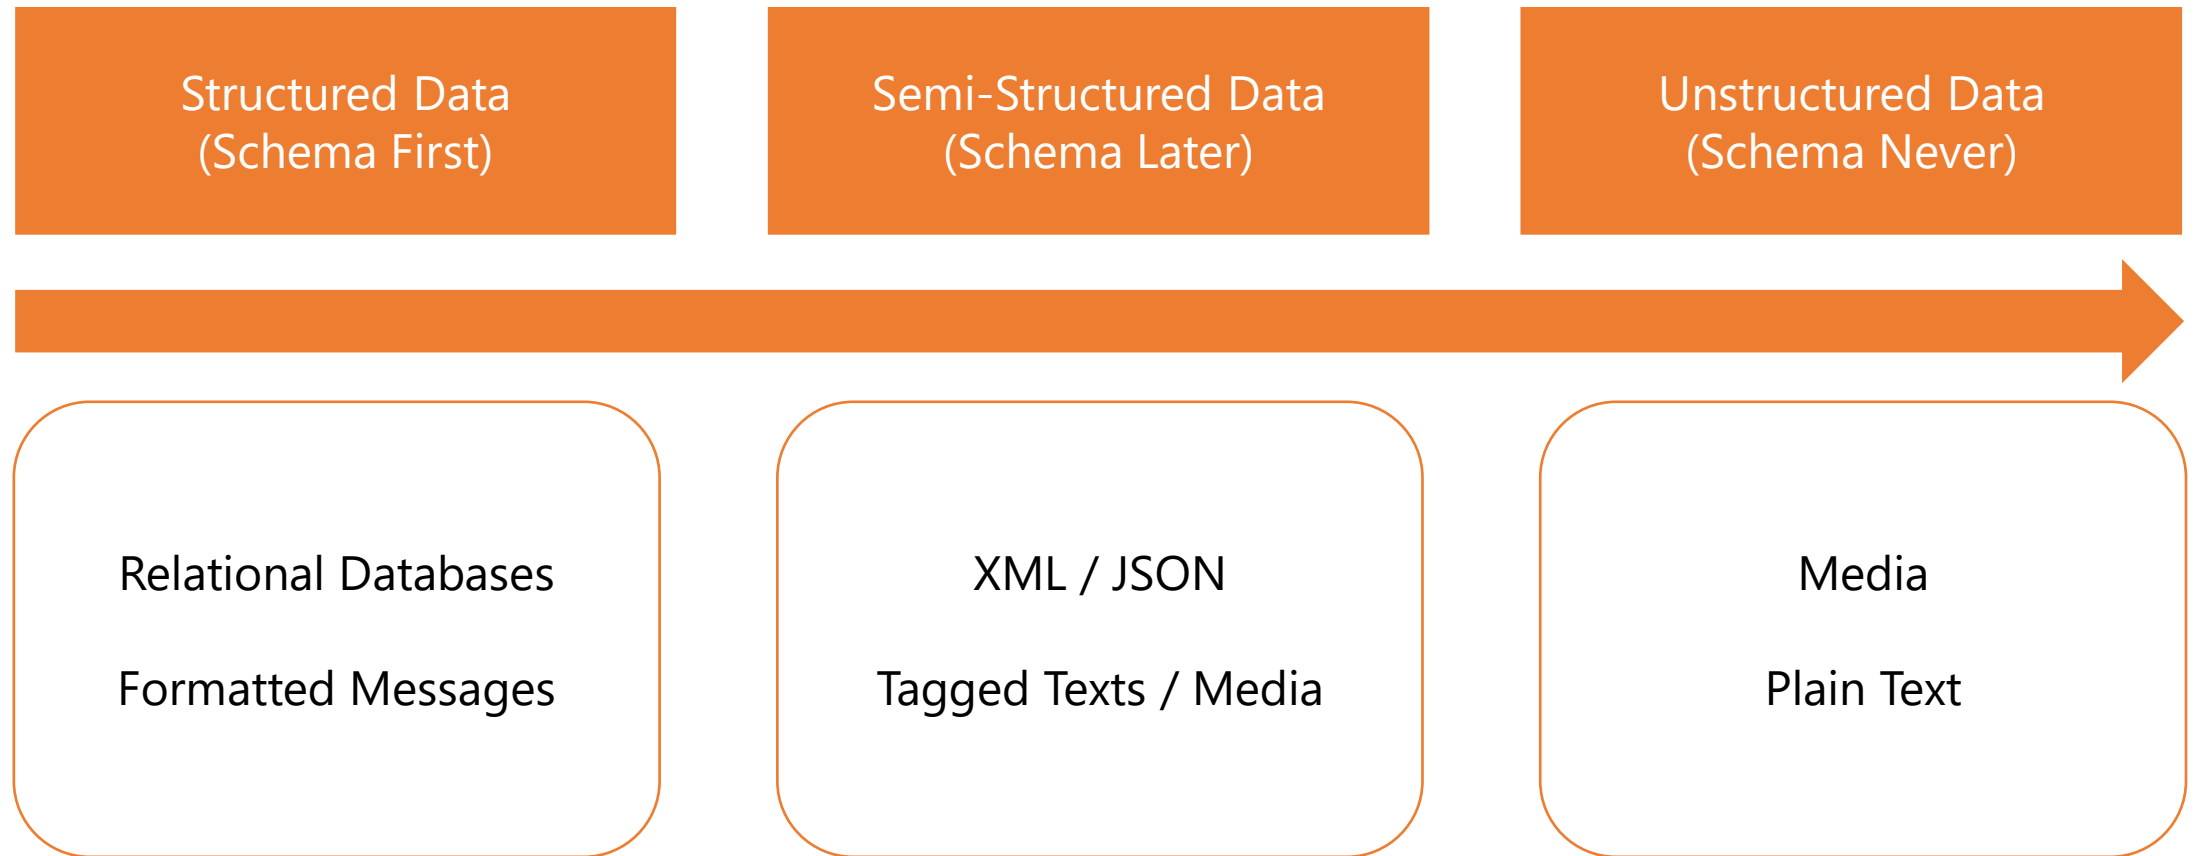 Structured Data
(Schema First)
Semi-Structured Data
(Schema Later)
Unstructured Data
(Schema Never)
Relational Databases
Formatted Messages
XML / JSON
Tagged Texts / Media
Media
Plain Text